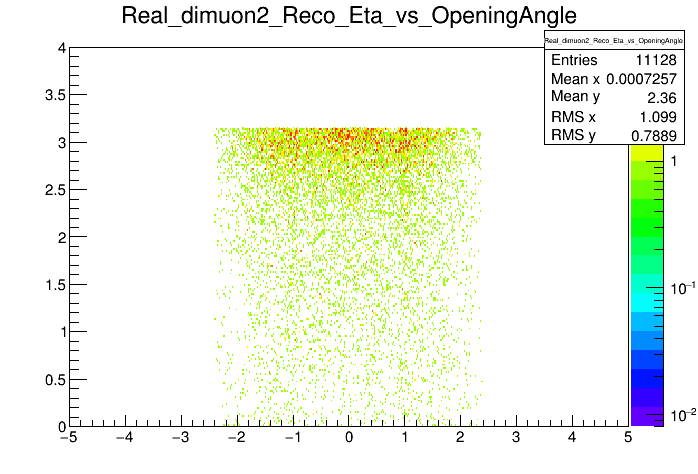 Real_dimuon2_Reco_Eta_vs_OpeningAngle
Real_dimuon2_Reco_Eta_vs_OpeningAngle
Entries 11128
Mean x 0.0007257
Mean y 2.36
RMS x 1.099
RMS y 0.7889
4
3.5
3
2.5
2
1.5
1
0.5
0
−5 −4 −3 −2 −1 0 1 2 3 4 5
1
10⁻¹
10⁻²